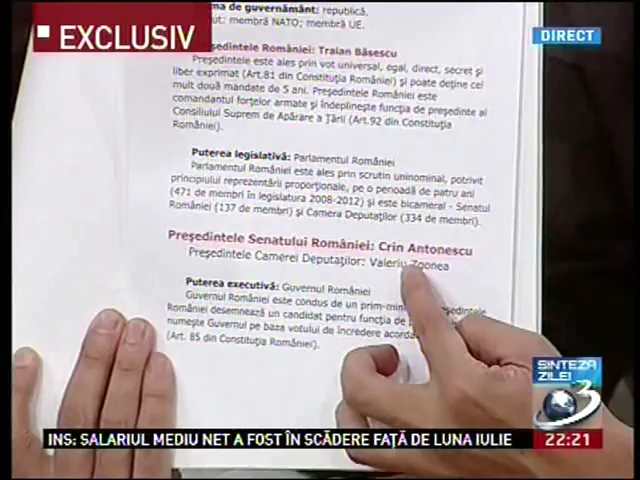 EXCLUSIV
DIRECT
ma de guvernământ: republică.
ut: membră NATO; membră UE.
şedintele României: Traian Băsescu
Preşedintele este ales prin vot universal, egal, direct, secret şi
liber exprimat (Art.81 din Constituţia României) şi poate deţine cel
mult două mandate de 5 ani. Preşedintele României este
comandantul forţelor armate şi îndeplineşte funcţia de preşedinte al
Consiliului Suprem de Apărare a Ţării (Art.92 din Constituţia
României).
Puterea legislativă: Parlamentul României
Parlamentul României este ales prin scrutin uninominal, potrivit
principiului reprezentării proporţionale, pe o perioadă de patru ani
(471 de membri în legislatura 2008-2012) şi este bicameral - Senatul
României (137 de membri) şi Camera Deputaţilor (334 de membri).
Preşedintele Senatului României: Crin Antonescu
Preşedintele Camerei Deputaţilor: Valeriu Zgonea
Puterea executivă: Guvernul României
Guvernul României este condus de un prim-mini
României desemnează un candidat pentru funcţia de
numeşte Guvernul pe baza votului de încredere acorda
(Art. 85 din Constituţia României).
SINTEZA
ZILEI
3
INS: SALARIUL MEDIU NET A FOST ÎN SCĂDERE FAŢĂ DE LUNA IULIE
22:21